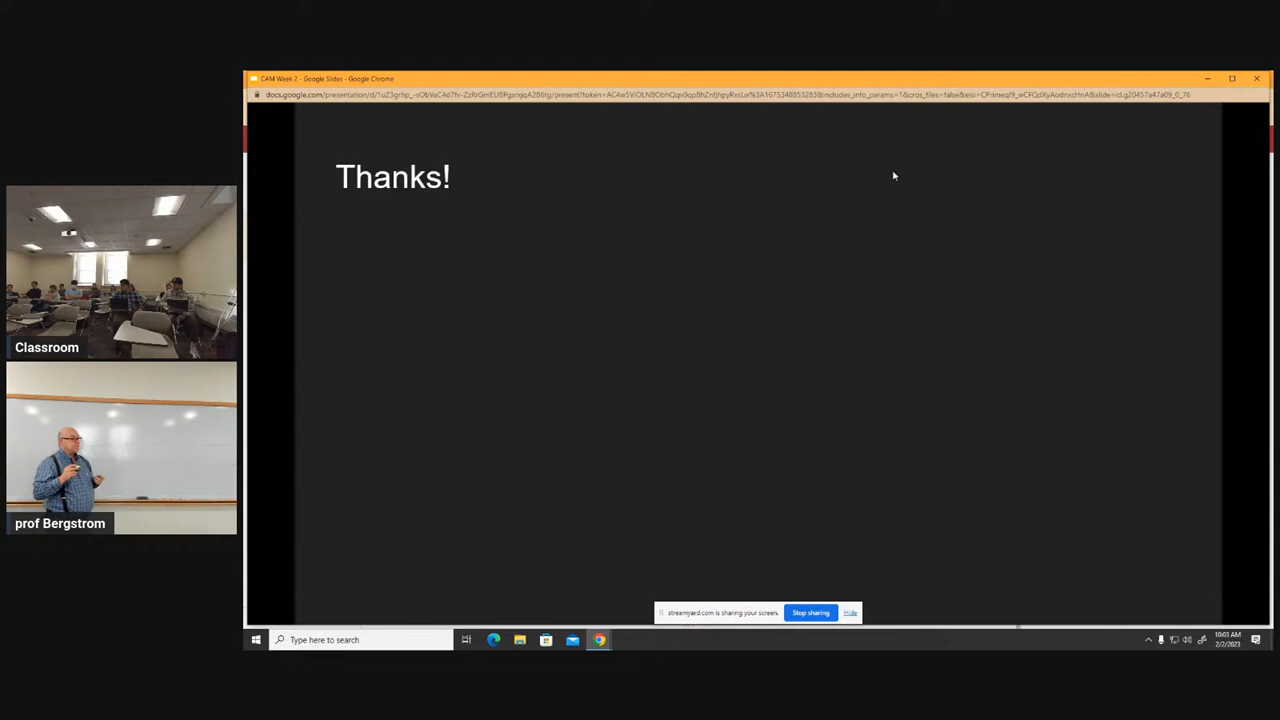 CAM Week 2 - Google Slides - Google Chrome
Thanks!
Classroom
prof Bergstrom
streamyard.com is sharing your screen.
Stop sharing
Hide
Type here to search
10:03 AM
2/2/2023